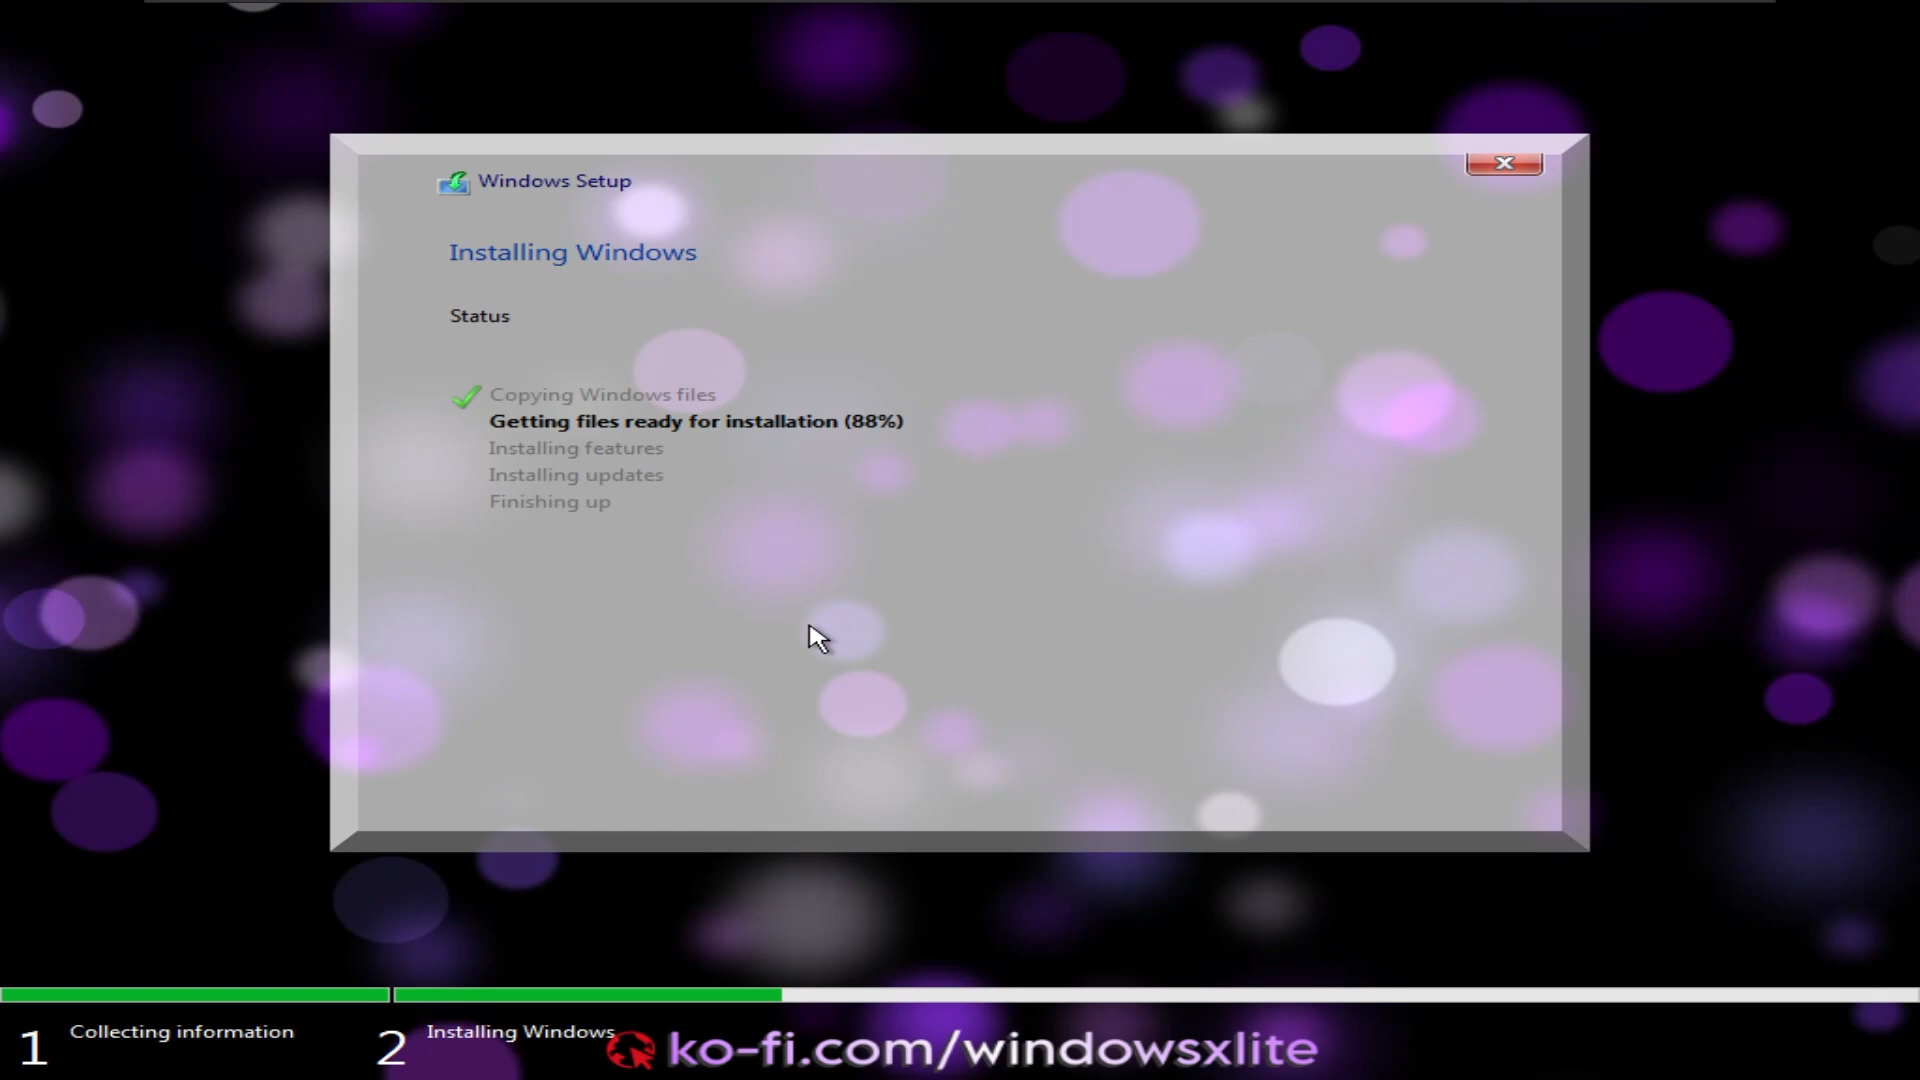 Windows Setup
Installing Windows
Status
Copying Windows files
Getting files ready for installation (88%)
Installing features
Installing updates
Finishing up
1 Collecting information
2 Installing Windows
ko-fi.com/windowsxlite